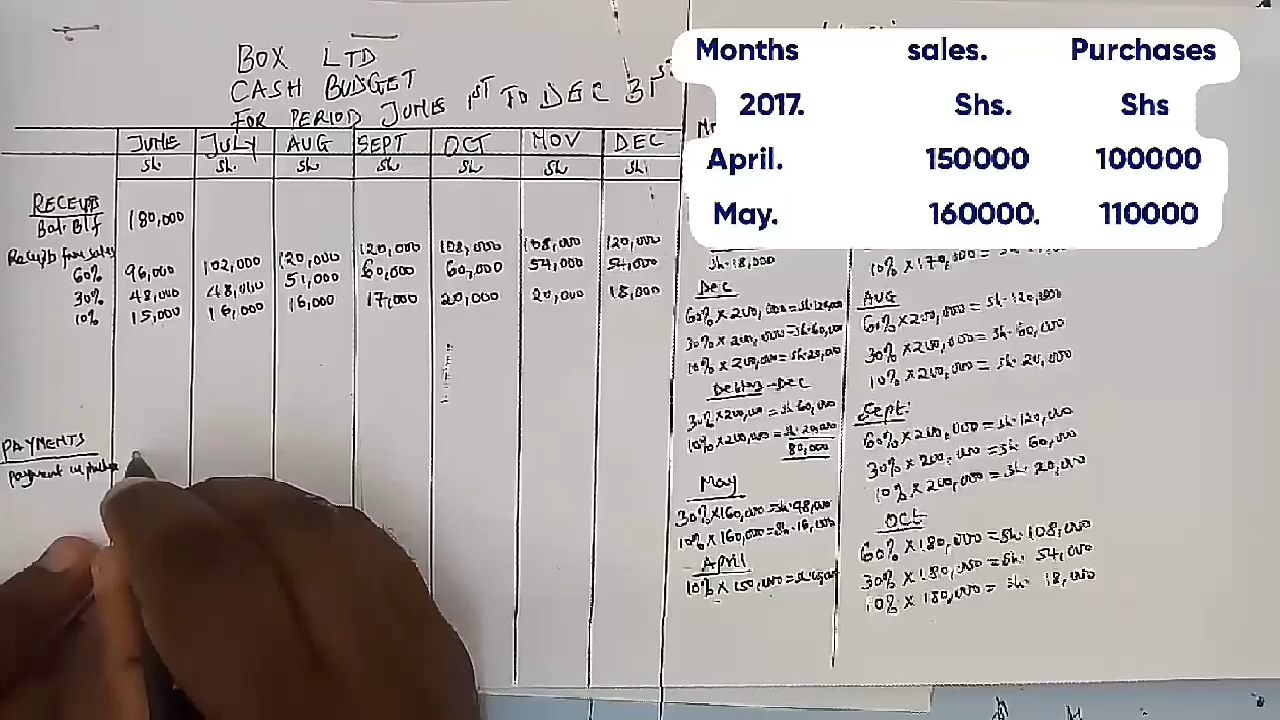 BOX LTD
CASH BUDGET
FOR PERIOD JUNE 1ST TO DEC 31ST
JUNE JULY AUG SEPT OCT NOV DEC
Sh. Sh. Sh. Sh. Sh. Sh. Sh.
RECEIPTS
Bal. B/f 180,000
Receipts from sales
60% 96,000 102,000 120,000 120,000 108,000 108,000 120,000
30% 48,000 48,000 51,000 60,000 60,000 54,000 54,000
10% 15,000 16,000 16,000 17,000 20,000 20,000 18,000
PAYMENTS
payment
Months sales. Purchases
2017. Shs. Shs
April. 150000 100000
May. 160000. 110000
Sh. 18,000
Dec
60% X 200,000 = Sh. 120,000
30% X 200,000 = Sh. 60,000
10% X 200,000 = Sh. 20,000
30% X 200,000 = Sh. 60,000
10% X 200,000 = Sh. 20,000
80,000
May
30% X 160,000 = Sh. 48,000
10% X 160,000 = Sh. 16,000
April
10% X 150,000 =
AUG
60% X 200,000 = Sh. 120,000
30% X 200,000 = Sh. 60,000
10% X 200,000 = Sh. 20,000
Sept:
60% X 200,000 = Sh. 120,000
30% X 200,000 = Sh. 60,000
10% X 200,000 = Sh. 20,000
OCT
60% X 180,000 = Sh. 108,000
30% X 180,000 = Sh. 54,000
10% X 180,000 = Sh. 18,000